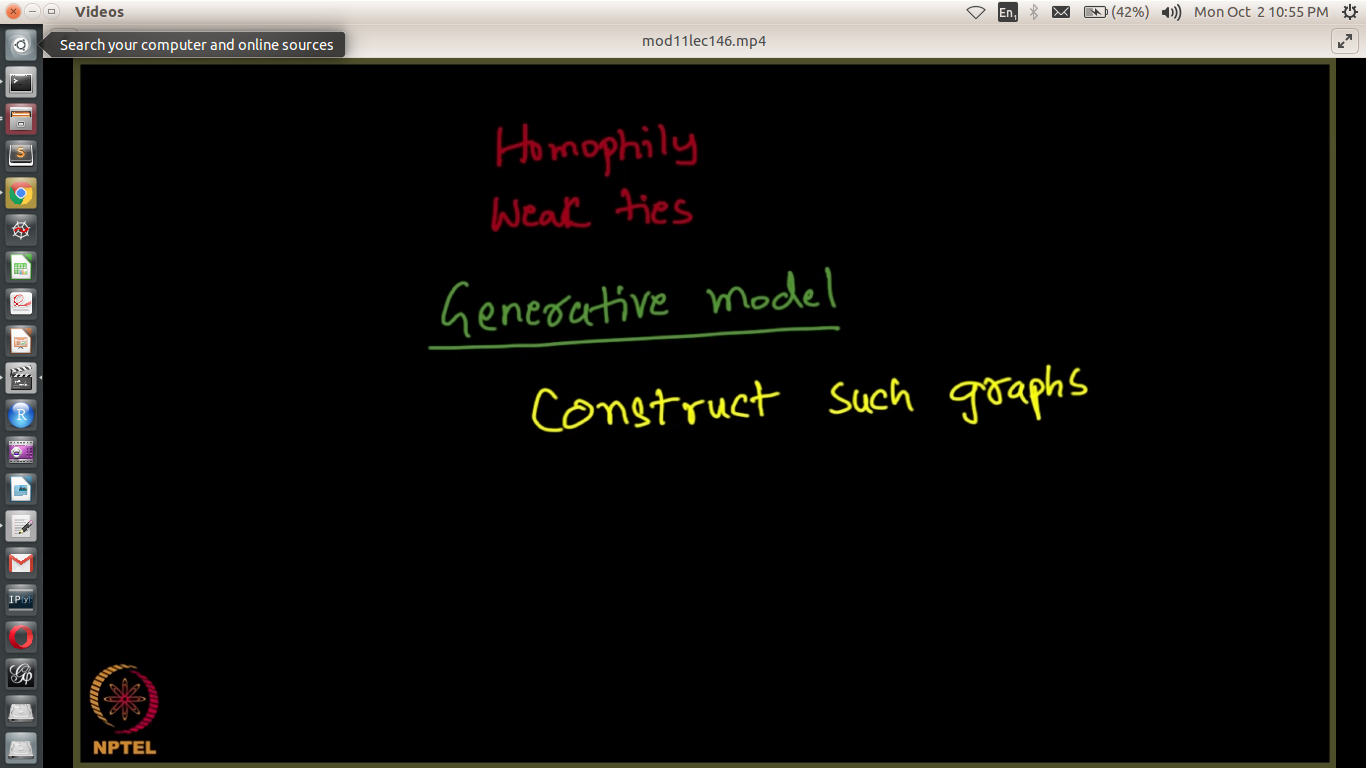 Videos
En1
(42%)
Mon Oct 2 10:55 PM
Search your computer and online sources
mod11lec146.mp4
Homophily
Weak ties
Generative model
Construct such graphs
NPTEL